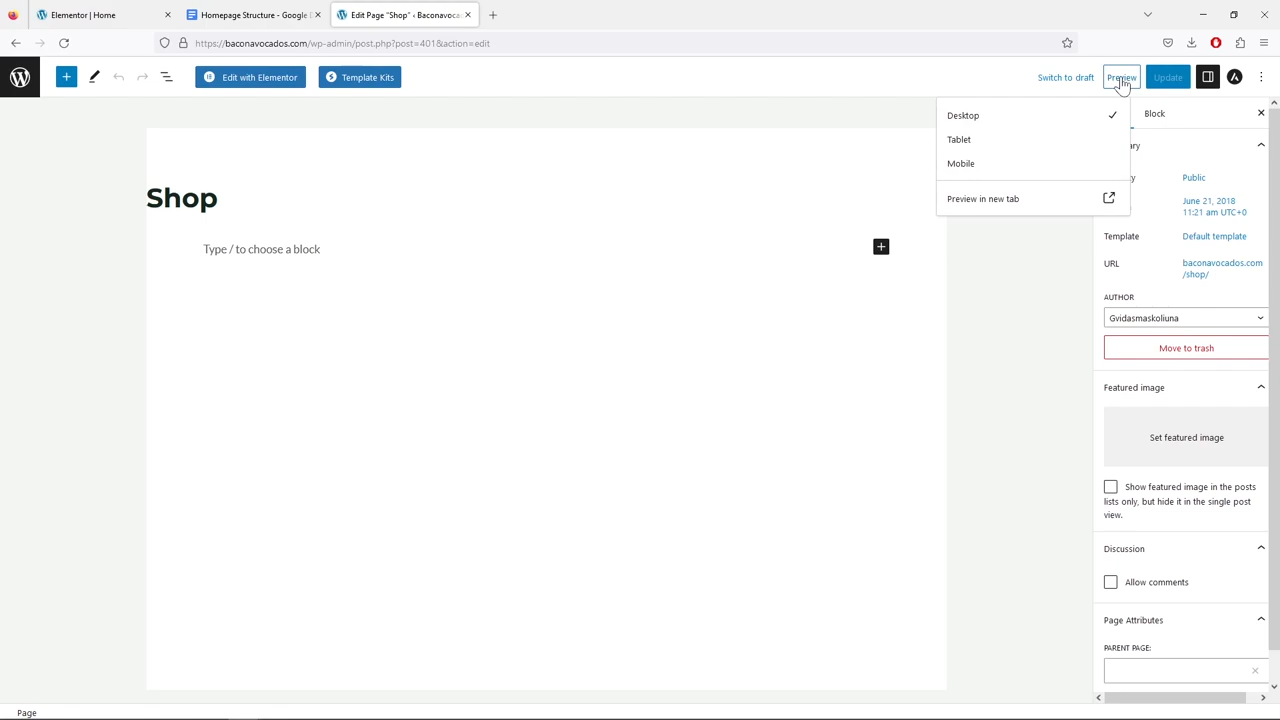 Elementor | Home
Homepage Structure - Google
Edit Page "Shop" ‹ Baconavoca
https://baconavocados.com/wp-admin/post.php?post=401&action=edit
Edit with Elementor
Template Kits
Switch to draft
Preview
Update
Desktop
Tablet
Mobile
Preview in new tab
Block
Public
June 21, 2018
11:21 am UTC+0
Template
Default template
URL
baconavocados.com
/shop/
AUTHOR
Gvidasmaskoliuna
Move to trash
Featured image
Set featured image
Show featured image in the posts
lists only, but hide it in the single post
view.
Discussion
Allow comments
Page Attributes
PARENT PAGE:
Shop
Type / to choose a block
Page